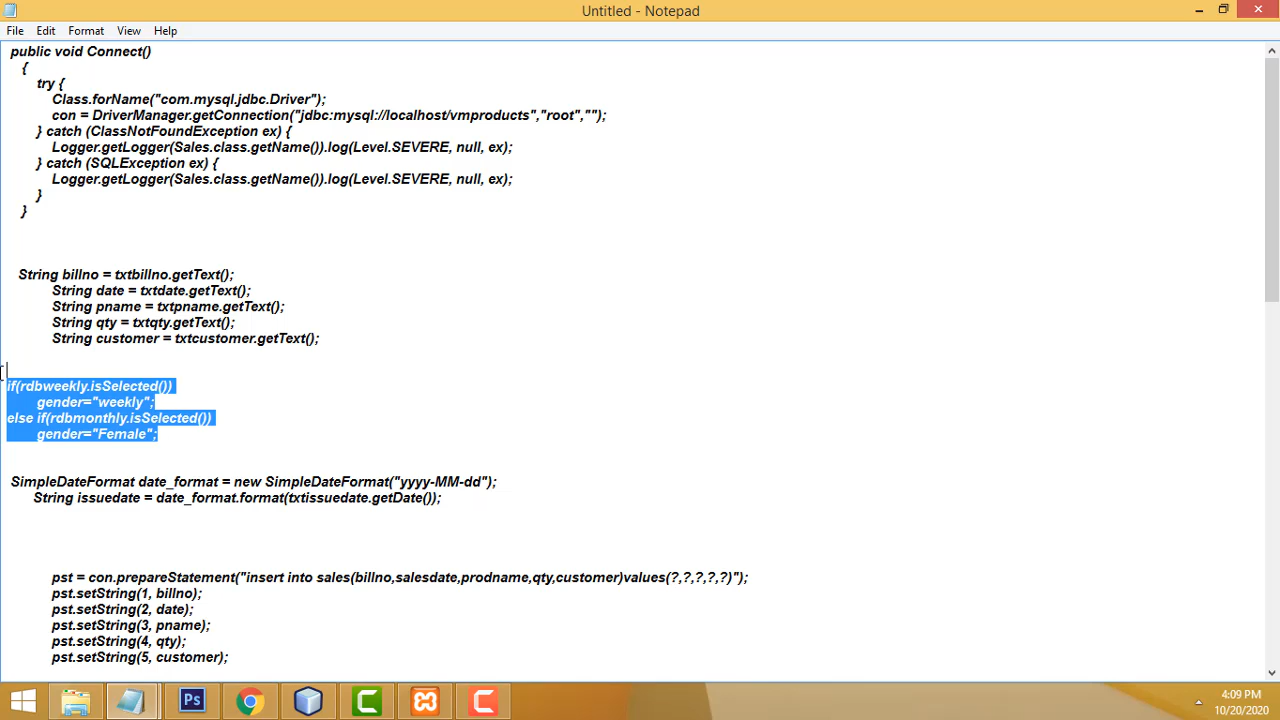 Untitled - Notepad
File Edit Format View Help
public void Connect()
{
try {
Class.forName("com.mysql.jdbc.Driver");
con = DriverManager.getConnection("jdbc:mysql://localhost/vmproducts","root","");
} catch (ClassNotFoundException ex) {
Logger.getLogger(Sales.class.getName()).log(Level.SEVERE, null, ex);
} catch (SQLException ex) {
Logger.getLogger(Sales.class.getName()).log(Level.SEVERE, null, ex);
}
}
String billno = txtbillno.getText();
String date = txtdate.getText();
String pname = txtpname.getText();
String qty = txtqty.getText();
String customer = txtcustomer.getText();
if(rdbweekly.isSelected())
gender="weekly";
else if(rdbmonthly.isSelected())
gender="Female";
SimpleDateFormat date_format = new SimpleDateFormat("yyyy-MM-dd");
String issuedate = date_format.format(txtissuedate.getDate());
pst = con.prepareStatement("insert into sales(billno,salesdate,prodname,qty,customer)values(?,?,?,?,?)");
pst.setString(1, billno);
pst.setString(2, date);
pst.setString(3, pname);
pst.setString(4, qty);
pst.setString(5, customer);
Ps
4:09 PM
10/20/2020